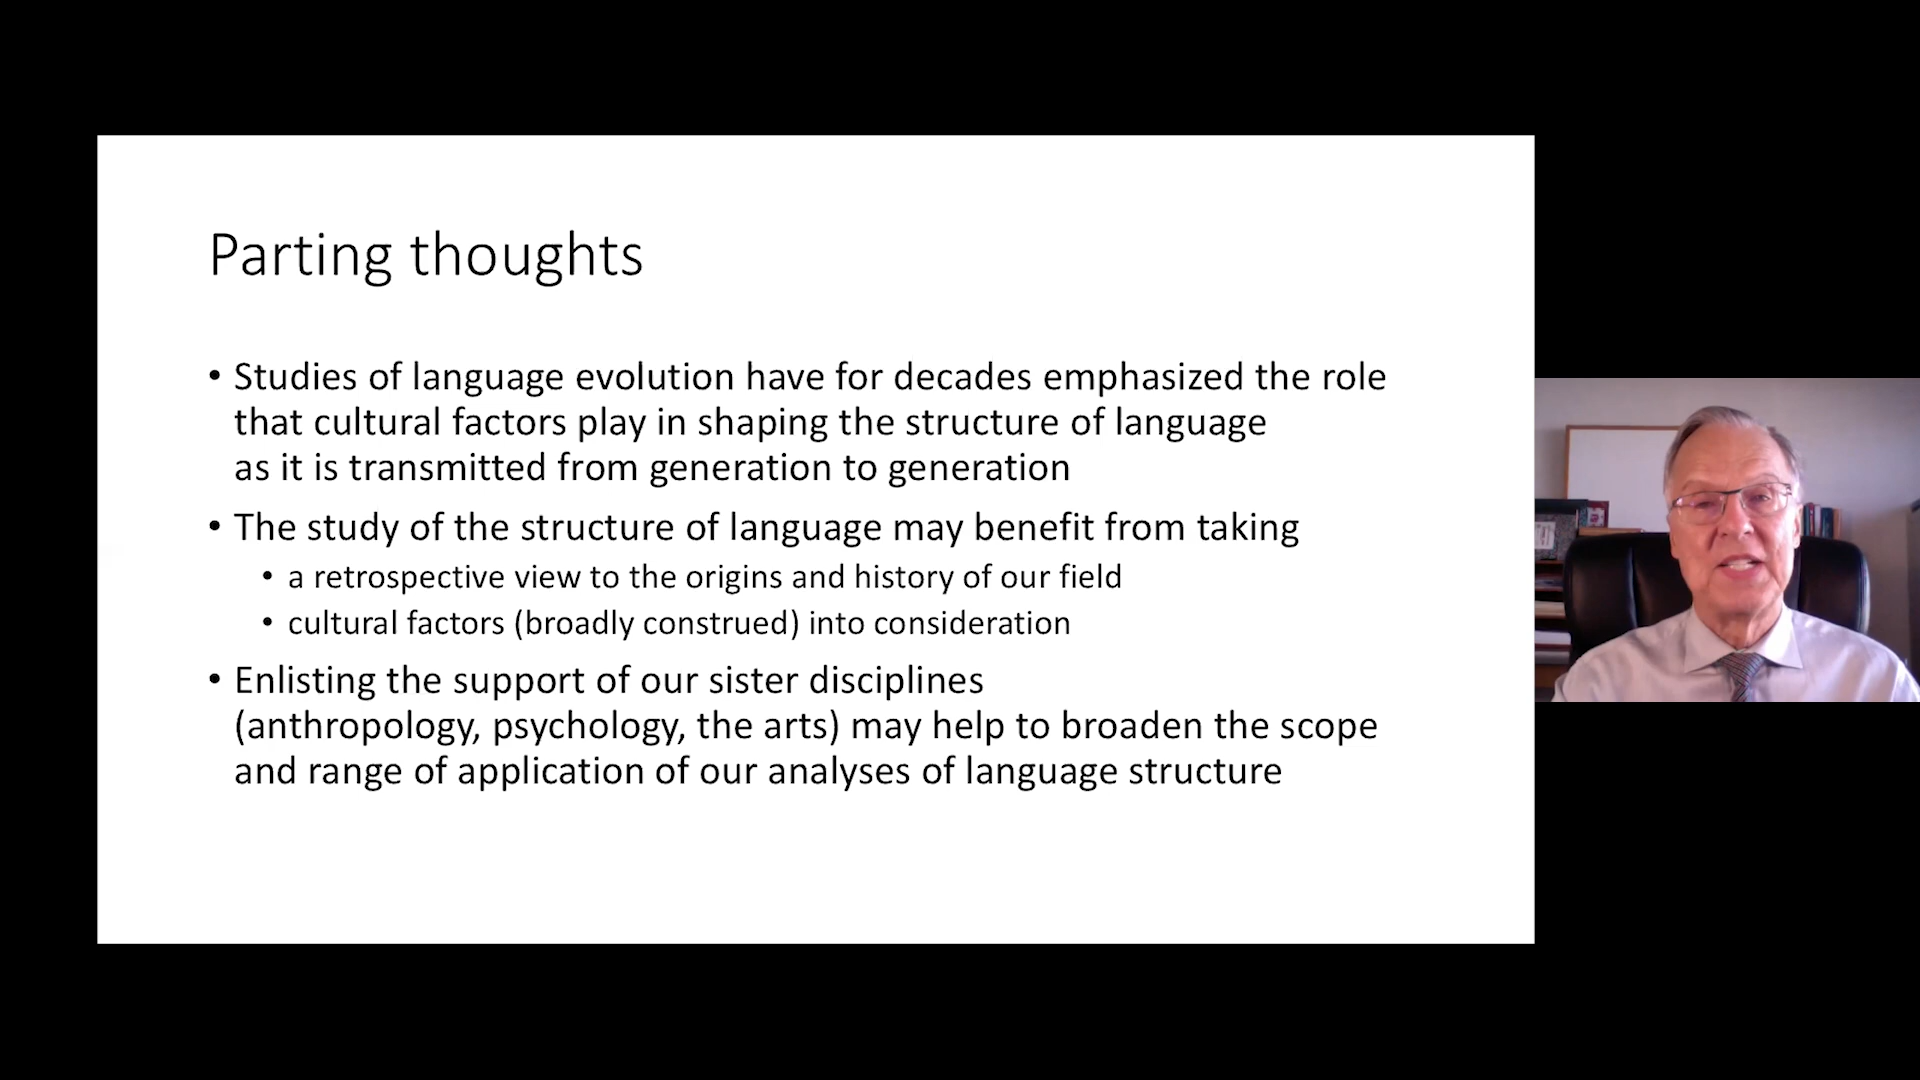 Parting thoughts
• Studies of language evolution have for decades emphasized the role
that cultural factors play in shaping the structure of language
as it is transmitted from generation to generation
• The study of the structure of language may benefit from taking
• a retrospective view to the origins and history of our field
• cultural factors (broadly construed) into consideration
• Enlisting the support of our sister disciplines
(anthropology, psychology, the arts) may help to broaden the scope
and range of application of our analyses of language structure